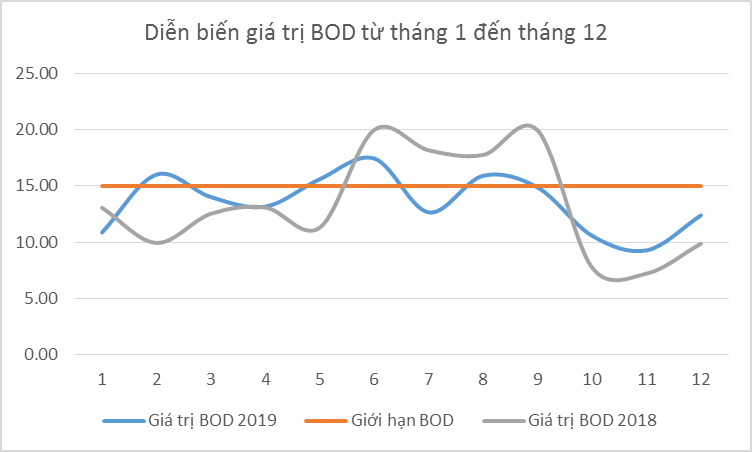 Diễn biến giá trị BOD từ tháng 1 đến tháng 12
25.00
20.00
15.00
10.00
5.00
0.00
1 2 3 4 5 6 7 8 9 10 11 12
Giá trị BOD 2019 Giới hạn BOD Giá trị BOD 2018